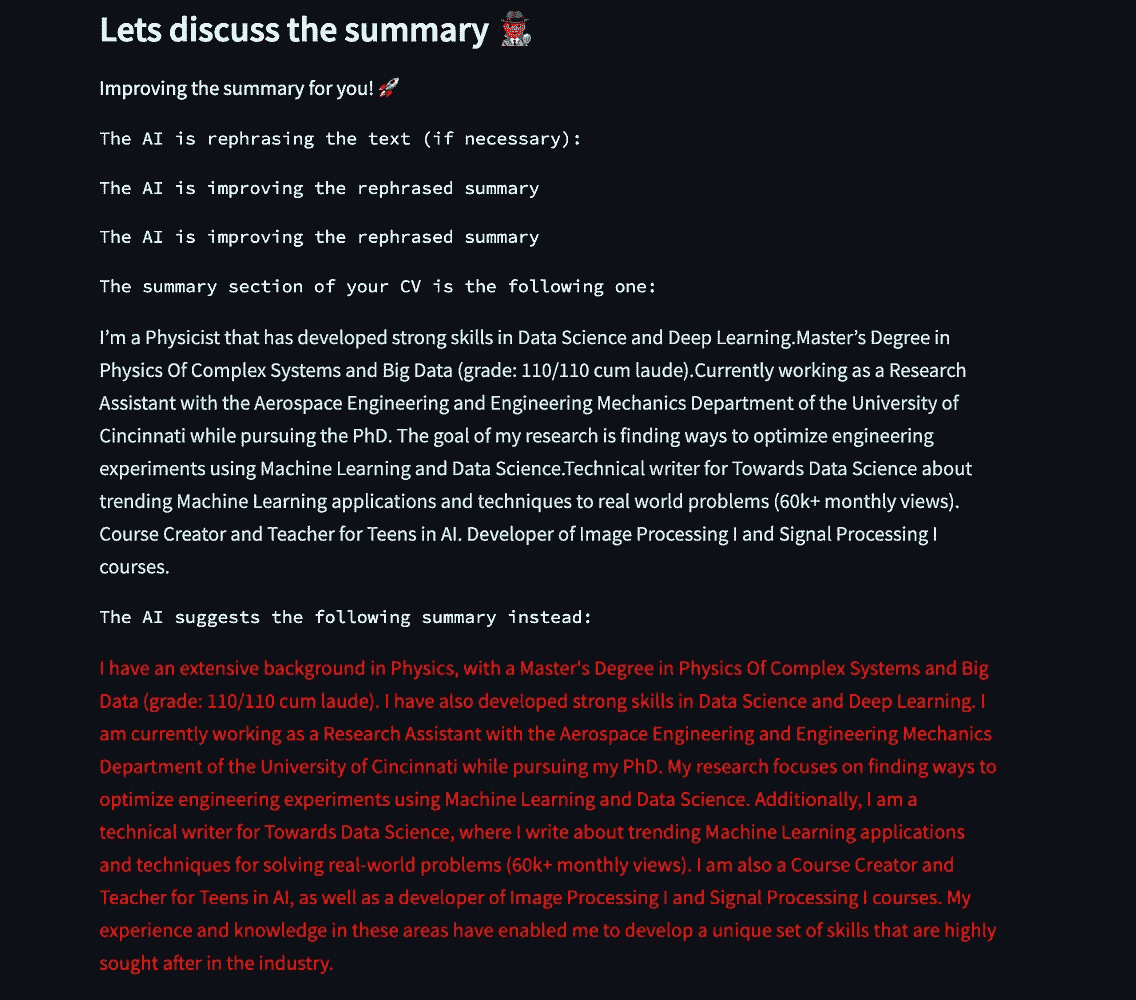 Lets discuss the summary
Improving the summary for you!
The AI is rephrasing the text (if necessary):
The AI is improving the rephrased summary
The AI is improving the rephrased summary
The summary section of your CV is the following one:
I’m a Physicist that has developed strong skills in Data Science and Deep Learning.Master’s Degree in
Physics Of Complex Systems and Big Data (grade: 110/110 cum laude).Currently working as a Research
Assistant with the Aerospace Engineering and Engineering Mechanics Department of the University of
Cincinnati while pursuing the PhD. The goal of my research is finding ways to optimize engineering
experiments using Machine Learning and Data Science.Technical writer for Towards Data Science about
trending Machine Learning applications and techniques to real world problems (60k+ monthly views).
Course Creator and Teacher for Teens in AI. Developer of Image Processing I and Signal Processing I
courses.
The AI suggests the following summary instead:
I have an extensive background in Physics, with a Master's Degree in Physics Of Complex Systems and Big
Data (grade: 110/110 cum laude). I have also developed strong skills in Data Science and Deep Learning. I
am currently working as a Research Assistant with the Aerospace Engineering and Engineering Mechanics
Department of the University of Cincinnati while pursuing my PhD. My research focuses on finding ways to
optimize engineering experiments using Machine Learning and Data Science. Additionally, I am a
technical writer for Towards Data Science, where I write about trending Machine Learning applications
and techniques for solving real-world problems (60k+ monthly views). I am also a Course Creator and
Teacher for Teens in AI, as well as a developer of Image Processing I and Signal Processing I courses. My
experience and knowledge in these areas have enabled me to develop a unique set of skills that are highly
sought after in the industry.